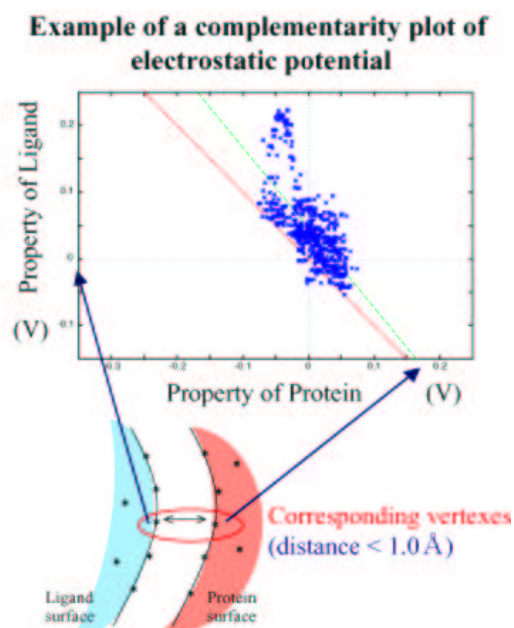 Example of a complementarity plot of
electrostatic potential
Property of Ligand
(V)
0.2
0.1
0
-0.1
-0.3
-0.2
-0.1
0
0.1
0.2
Property of Protein
(V)
Corresponding vertexes
(distance < 1.0 Å)
Ligand
surface
Protein
surface